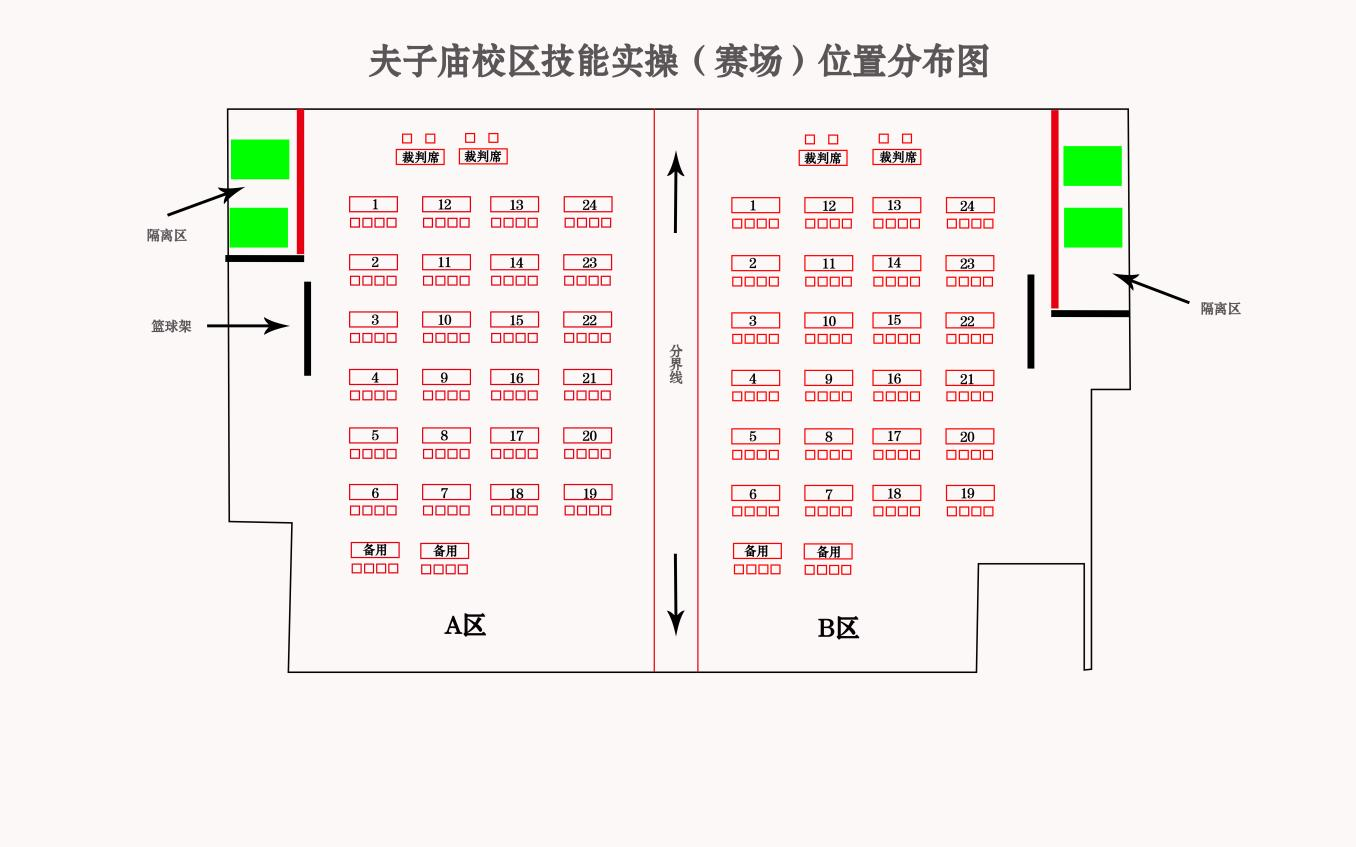 夫子庙校区技能实操（赛场）位置分布图
裁判席 裁判席 裁判席 裁判席
1 12 13 24 1 12 13 24
隔离区
2 11 14 23 2 11 14 23
隔离区
3 10 15 22 3 10 15 22
篮球架
分界线
4 9 16 21 4 9 16 21
5 8 17 20 5 8 17 20
6 7 18 19 6 7 18 19
备用 备用 备用 备用
A区 B区